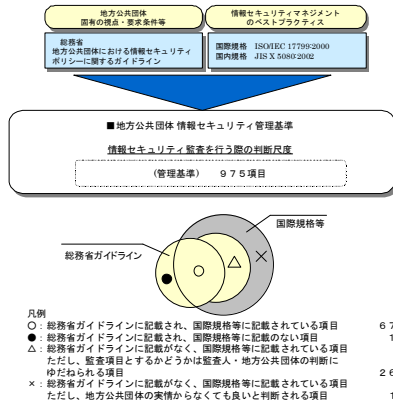 地方公共団体
固有の視点・要求条件等
情報セキュリティマネジメント
のベストプラクティス
総務省
地方公共団体における情報セキュリティ
ポリシーに関するガイドライン
国際規格 ISO/IEC 17799:2000
国内規格 JIS X 5080:2002
■地方公共団体 情報セキュリティ管理基準
情報セキュリティ監査を行う際の判断尺度
(管理基準) 975項目
国際規格等
総務省ガイドライン
○
△
×
●
凡例
○：総務省ガイドラインに記載され、国際規格等に記載されている項目 67
●：総務省ガイドラインに記載され、国際規格等に記載のない項目 1
△：総務省ガイドラインに記載がなく、国際規格等に記載されている項目
ただし、監査項目とするかどうかは監査人・地方公共団体の判断に
ゆだねられる項目 26
×：総務省ガイドラインに記載がなく、国際規格等に記載されている項目
ただし、地方公共団体の実情からなくても良いと判断される項目 1